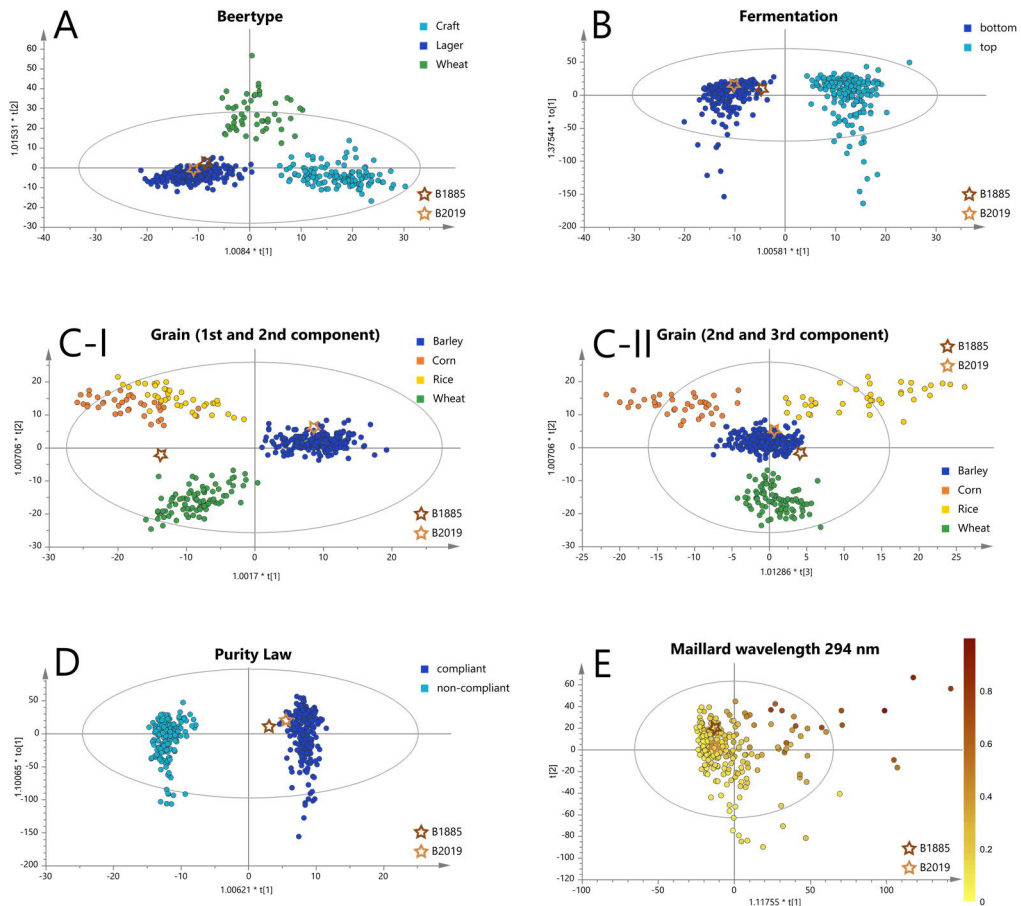 A
Beertype
Craft
Lager
Wheat
1.01531 * t[2]
60
50
40
30
20
10
0
-10
-20
-30
-40
-30
-20
-10
0
10
20
30
40
1.0084 * t[1]
B1885
B2019
B
Fermentation
bottom
top
1.37544 * to[1]
50
0
-50
-100
-150
-200
-40
-30
-20
-10
0
10
20
30
40
1.00581 * t[1]
B1885
B2019
C-I
Grain (1st and 2nd component)
Barley
Corn
Rice
Wheat
1.00706 * t[2]
20
10
0
-10
-20
-30
-30
-20
-10
0
10
20
1.0017 * t[1]
B1885
B2019
C-II
Grain (2nd and 3rd component)
B1885
B2019
1.00706 * t[2]
20
10
0
-10
-20
-30
-25
-20
-15
-10
-5
0
5
10
15
20
25
1.01286 * t[3]
Barley
Corn
Rice
Wheat
D
Purity Law
compliant
non-compliant
1.10065 * to[1]
50
0
-50
-100
-150
-200
-30
-20
-10
0
10
20
30
1.00621 * t[1]
B1885
B2019
E
Maillard wavelength 294 nm
t[2]
60
40
20
0
-20
-40
-60
-80
-100
-120
-100
-50
0
50
100
1.11755 * t[1]
B1885
B2019
0.8
0.6
0.4
0.2
0